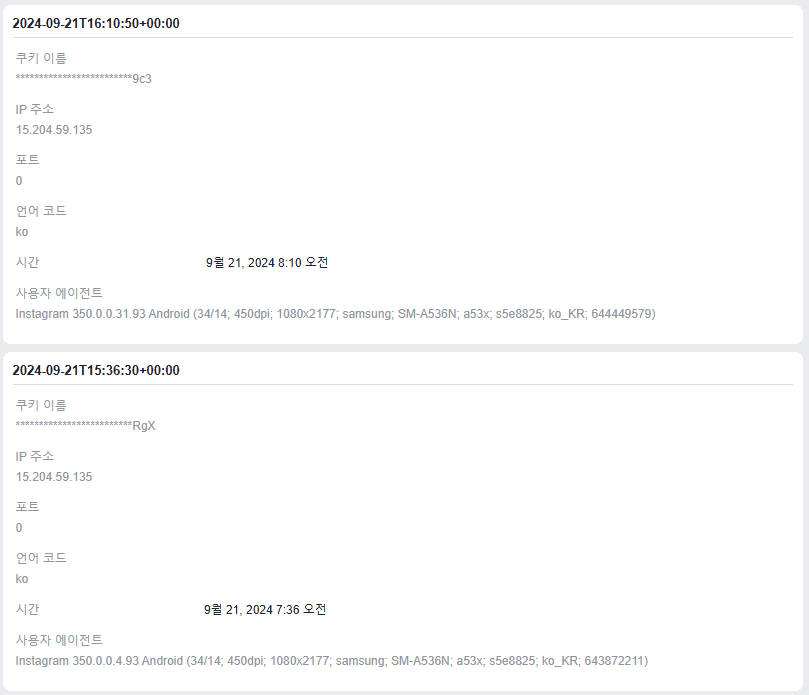 2024-09-21T16:10:50+00:00
쿠키 이름
*************************9c3
IP 주소
15.204.59.135
포트
0
언어 코드
ko
시간 9월 21, 2024 8:10 오전
사용자 에이전트
Instagram 350.0.0.31.93 Android (34/14; 450dpi; 1080x2177; samsung; SM-A536N; a53x; s5e8825; ko_KR; 644449579)
2024-09-21T15:36:30+00:00
쿠키 이름
*************************RgX
IP 주소
15.204.59.135
포트
0
언어 코드
ko
시간 9월 21, 2024 7:36 오전
사용자 에이전트
Instagram 350.0.0.4.93 Android (34/14; 450dpi; 1080x2177; samsung; SM-A536N; a53x; s5e8825; ko_KR; 643872211)